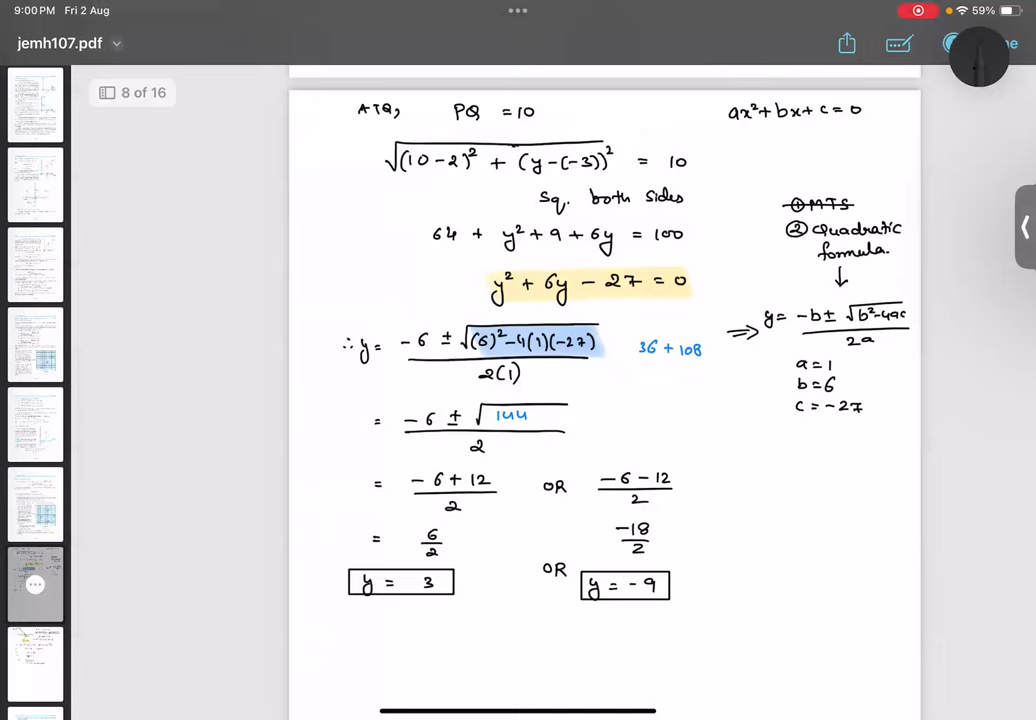 9:00 PM Fri 2 Aug
59%
jemh107.pdf
8 of 16
ATQ, PQ = 10
ax² + bx + c = 0
√(10-2)² + (y-(-3))² = 10
Sq. both sides
64 + y² + 9 + 6y = 100
y² + 6y - 27 = 0
① MTS
② Quadratic
formula.
↓
⇒ y = -b ± √b²-4ac / 2a
a = 1
b = 6
c = -27
∴ y = -6 ± √(6)² - 4(1)(-27) / 2(1)
36 + 108
= -6 ± √144 / 2
= -6 + 12 / 2 OR -6 - 12 / 2
= 6/2 -18/2
y = 3 OR y = -9